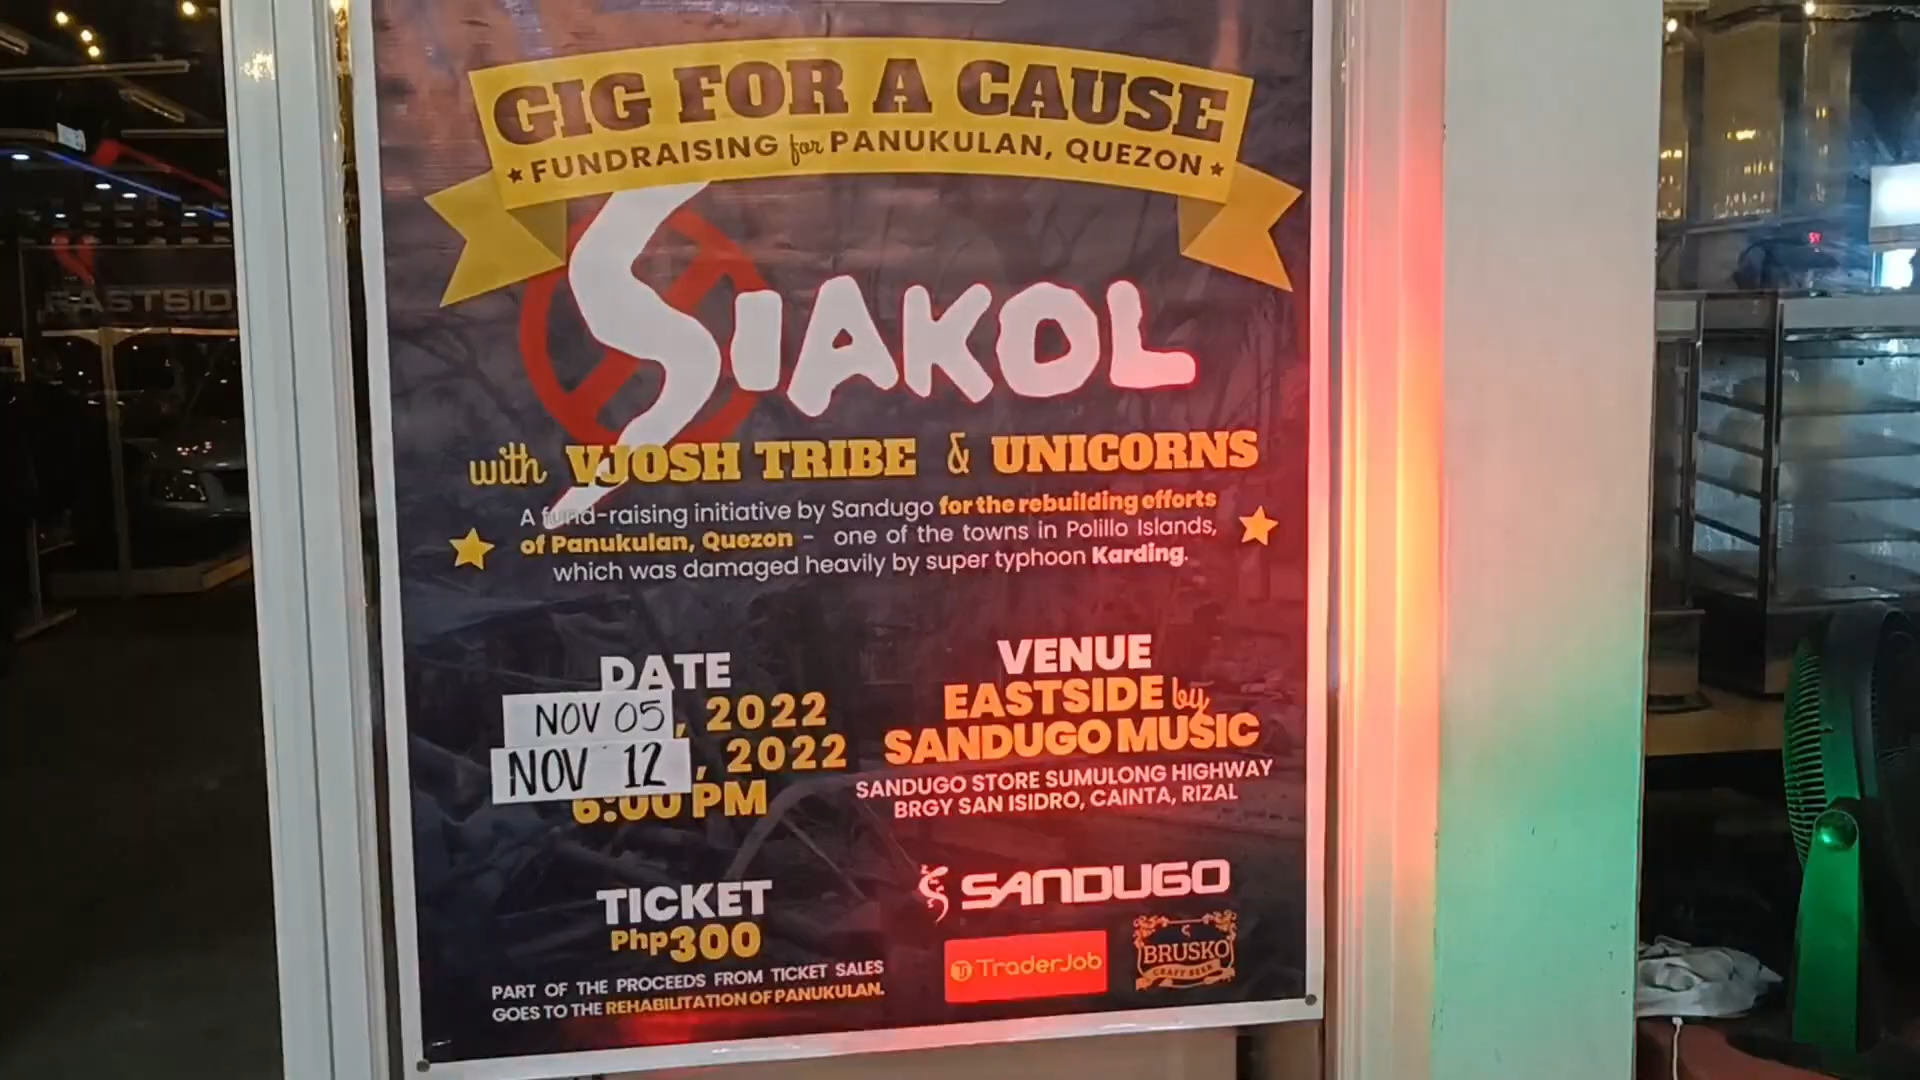 GIG FOR A CAUSE
★ FUNDRAISING for PANUKULAN, QUEZON ★
SIAKOL
with VJOSH TRIBE & UNICORNS
A fund-raising initiative by Sandugo for the rebuilding efforts
of Panukulan, Quezon - one of the towns in Polillo Islands,
which was damaged heavily by super typhoon Karding.
DATE
NOV 05, 2022
NOV 12, 2022
6:00 PM
VENUE
EASTSIDE by
SANDUGO MUSIC
SANDUGO STORE SUMULONG HIGHWAY
BRGY SAN ISIDRO, CAINTA, RIZAL
TICKET
Php300
PART OF THE PROCEEDS FROM TICKET SALES
GOES TO THE REHABILITATION OF PANUKULAN.
SANDUGO
TraderJob
BRUSKO
CRAFT BEER
EASTSID